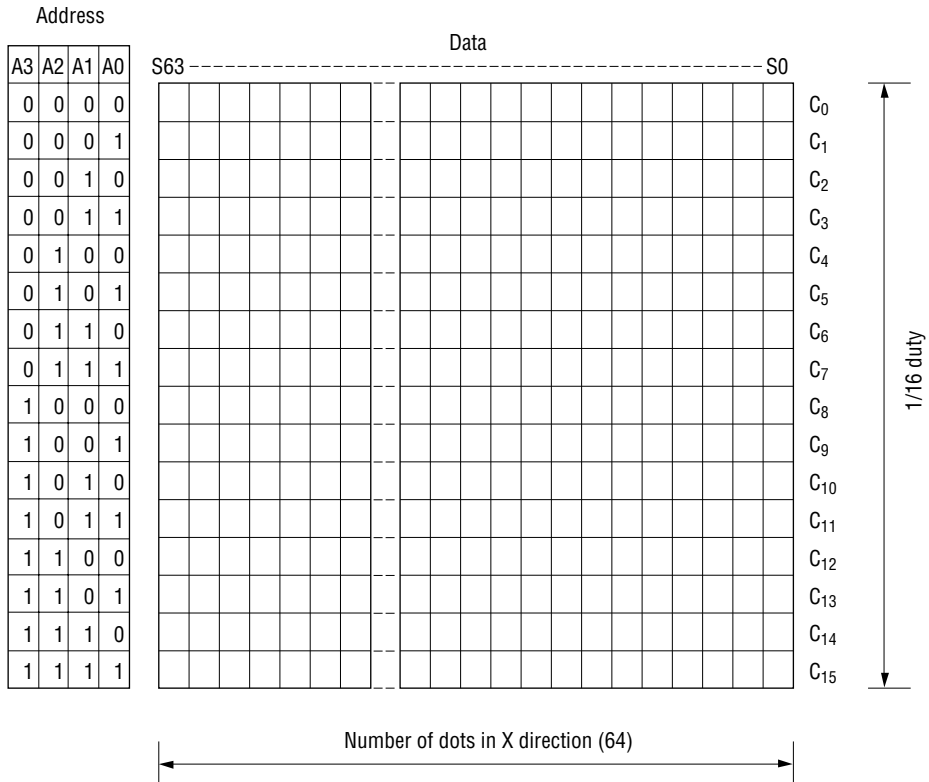 Address
Data
A3 A2 A1 A0 S63 S0
0 0 0 0 C0
0 0 0 1 C1
0 0 1 0 C2
0 0 1 1 C3
0 1 0 0 C4
0 1 0 1 C5
0 1 1 0 C6
0 1 1 1 C7
1 0 0 0 C8
1 0 0 1 C9
1 0 1 0 C10
1 0 1 1 C11
1 1 0 0 C12
1 1 0 1 C13
1 1 1 0 C14
1 1 1 1 C15
1/16 duty
Number of dots in X direction (64)